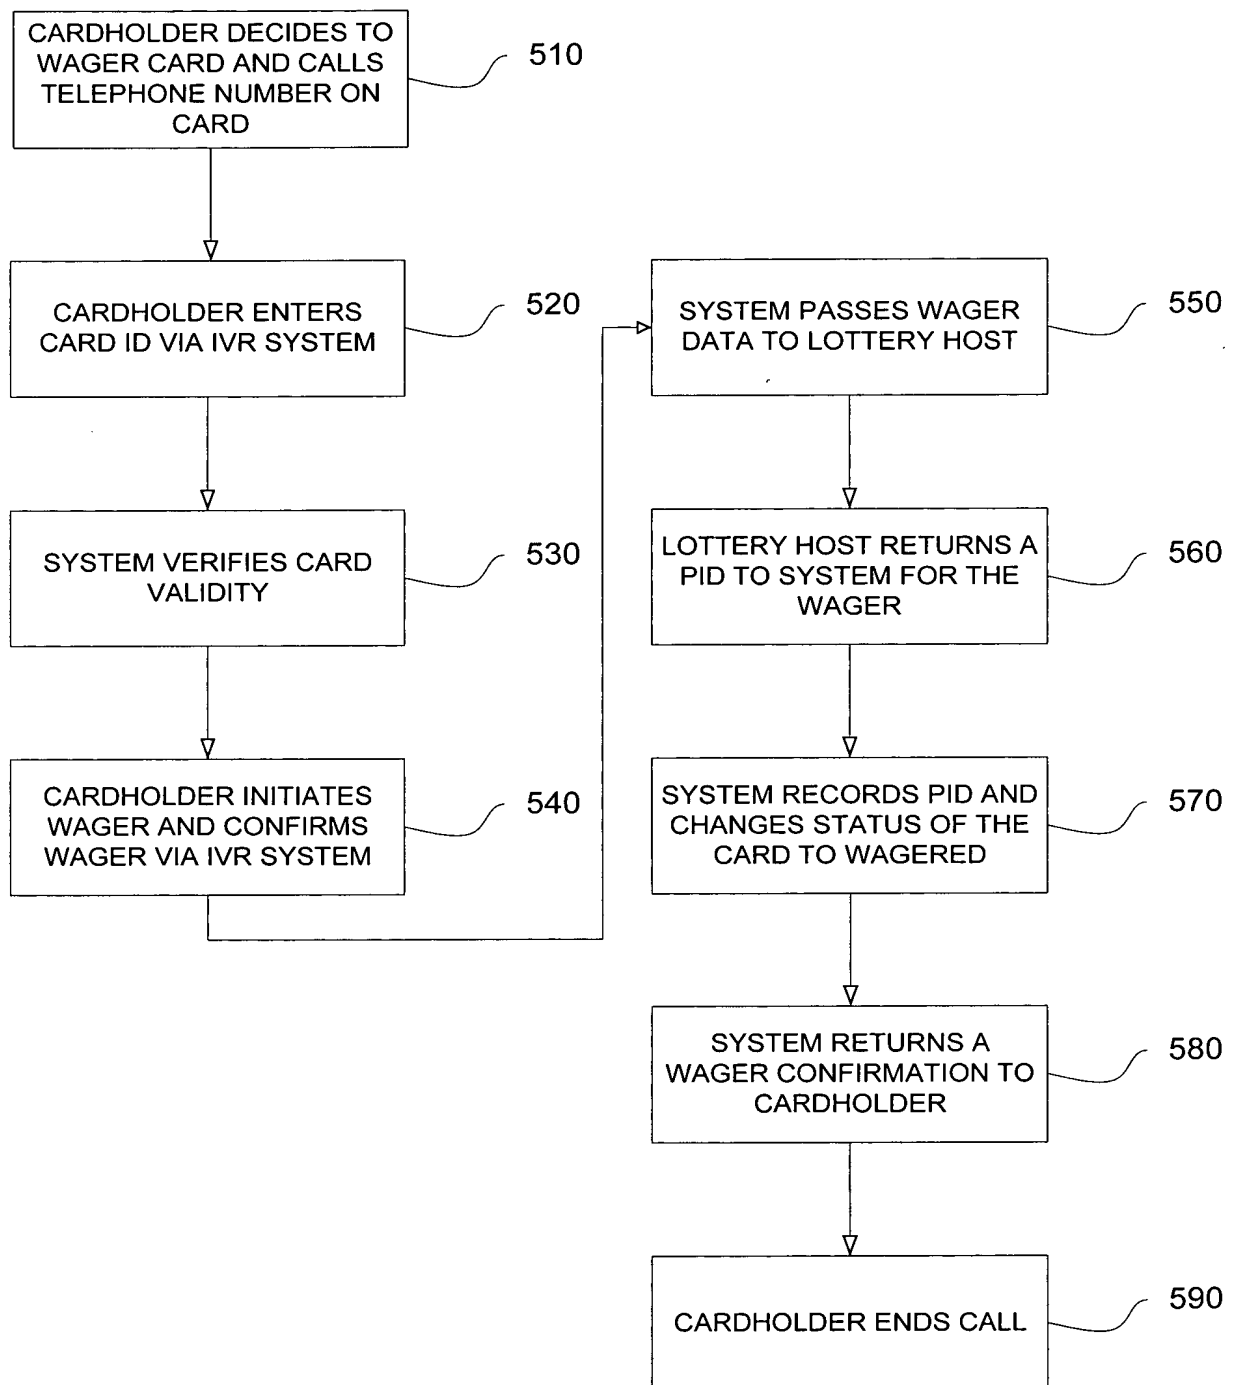 CARDHOLDER DECIDES TO
WAGER CARD AND CALLS
TELEPHONE NUMBER ON
CARD
510
CARDHOLDER ENTERS
CARD ID VIA IVR SYSTEM
520
SYSTEM VERIFIES CARD
VALIDITY
530
CARDHOLDER INITIATES
WAGER AND CONFIRMS
WAGER VIA IVR SYSTEM
540
SYSTEM PASSES WAGER
DATA TO LOTTERY HOST
550
LOTTERY HOST RETURNS A
PID TO SYSTEM FOR THE
WAGER
560
SYSTEM RECORDS PID AND
CHANGES STATUS OF THE
CARD TO WAGERED
570
SYSTEM RETURNS A
WAGER CONFIRMATION TO
CARDHOLDER
580
CARDHOLDER ENDS CALL
590